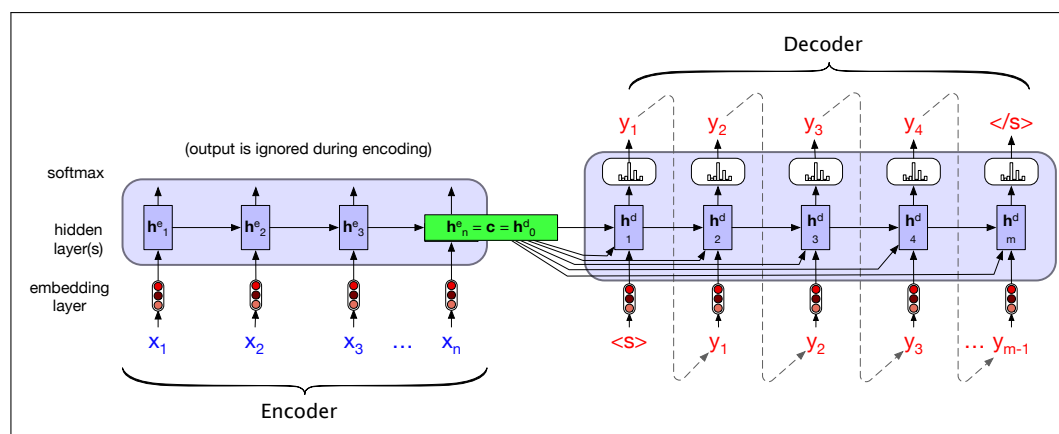 Decoder
y1 y2 y3 y4 </s>
(output is ignored during encoding)
softmax
hidden layer(s)
he1 he2 he3 hen = c = hd0 hd1 hd2 hd3 hd4 hdm
embedding layer
x1 x2 x3 … xn <s> y1 y2 y3 … ym-1
Encoder